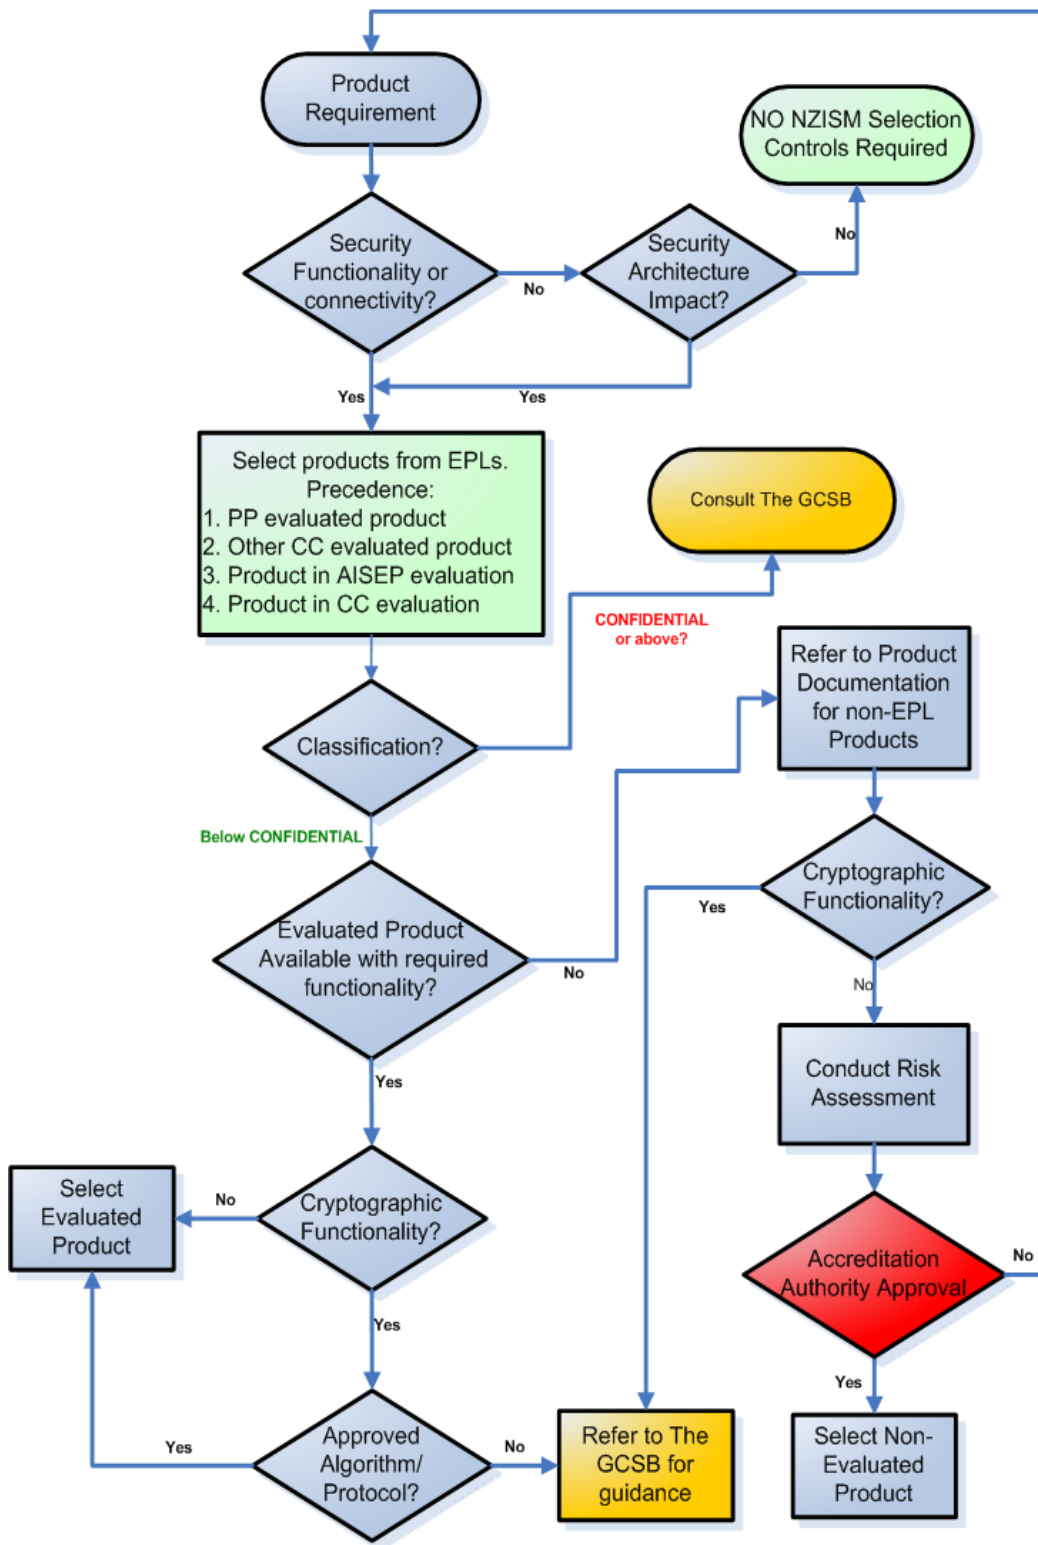 Product
Requirement
NO NZISM Selection
Controls Required
Security
Functionality or
connectivity?
No
Security
Architecture
Impact?
No
Yes
Yes
Select products from EPLs.
Precedence:
1. PP evaluated product
2. Other CC evaluated product
3. Product in AISEP evaluation
4. Product in CC evaluation
Consult The GCSB
CONFIDENTIAL
or above?
Refer to Product
Documentation
for non-EPL
Products
Classification?
Below CONFIDENTIAL
Cryptographic
Functionality?
Yes
No
Evaluated Product
Available with required
functionality?
No
Yes
Conduct Risk
Assessment
Select
Evaluated
Product
No
Cryptographic
Functionality?
Yes
Accreditation
Authority Approval
No
Yes
Approved
Algorithm/
Protocol?
Yes
No
Refer to The
GCSB for
guidance
Select Non-
Evaluated
Product